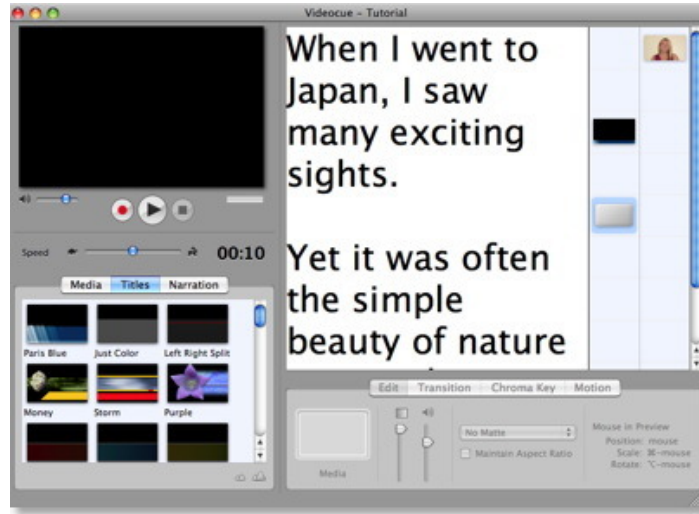 Videocue – Tutorial
When I went to
Japan, I saw
many exciting
sights.
Yet it was often
the simple
beauty of nature
Speed
00:10
Media Titles Narration
Paris Blue Just Color Left Right Split
Money Storm Purple
Edit Transition Chroma Key Motion
Media
No Matte
Maintain Aspect Ratio
Mouse in Preview
Position: mouse
Scale: ⌘-mouse
Rotate: ⌥-mouse